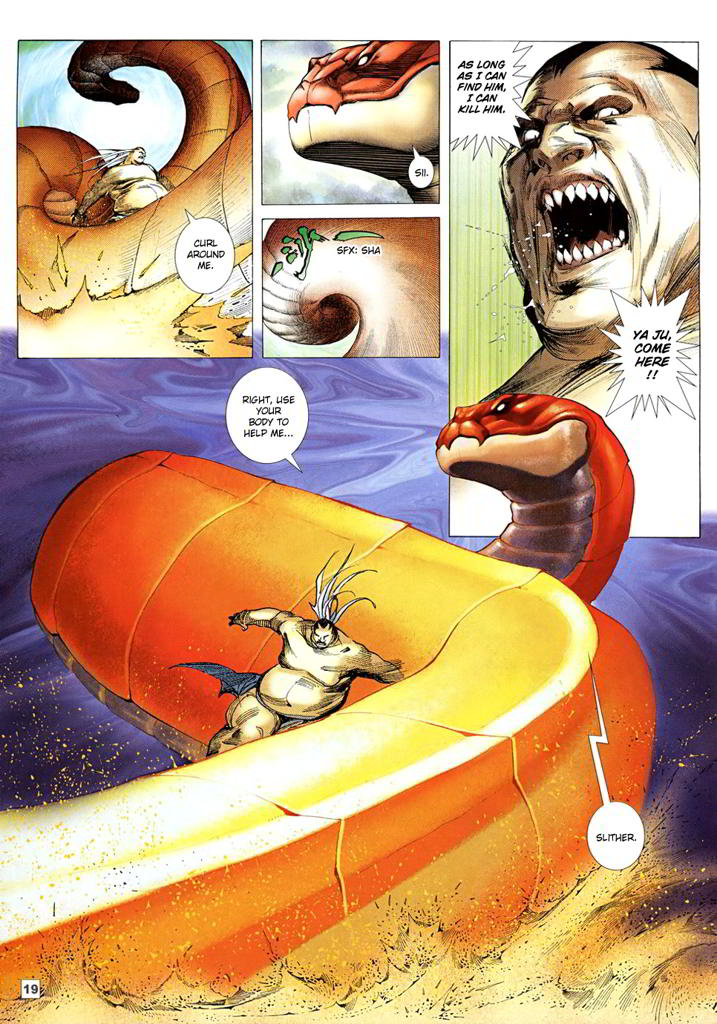 CURL
AROUND
ME.
SII.
SFX: SHA
AS LONG
AS I CAN
FIND HIM,
I CAN
KILL HIM.
YA JU,
COME
HERE
!!
RIGHT, USE
YOUR
BODY TO
HELP ME...
SLITHER.
19